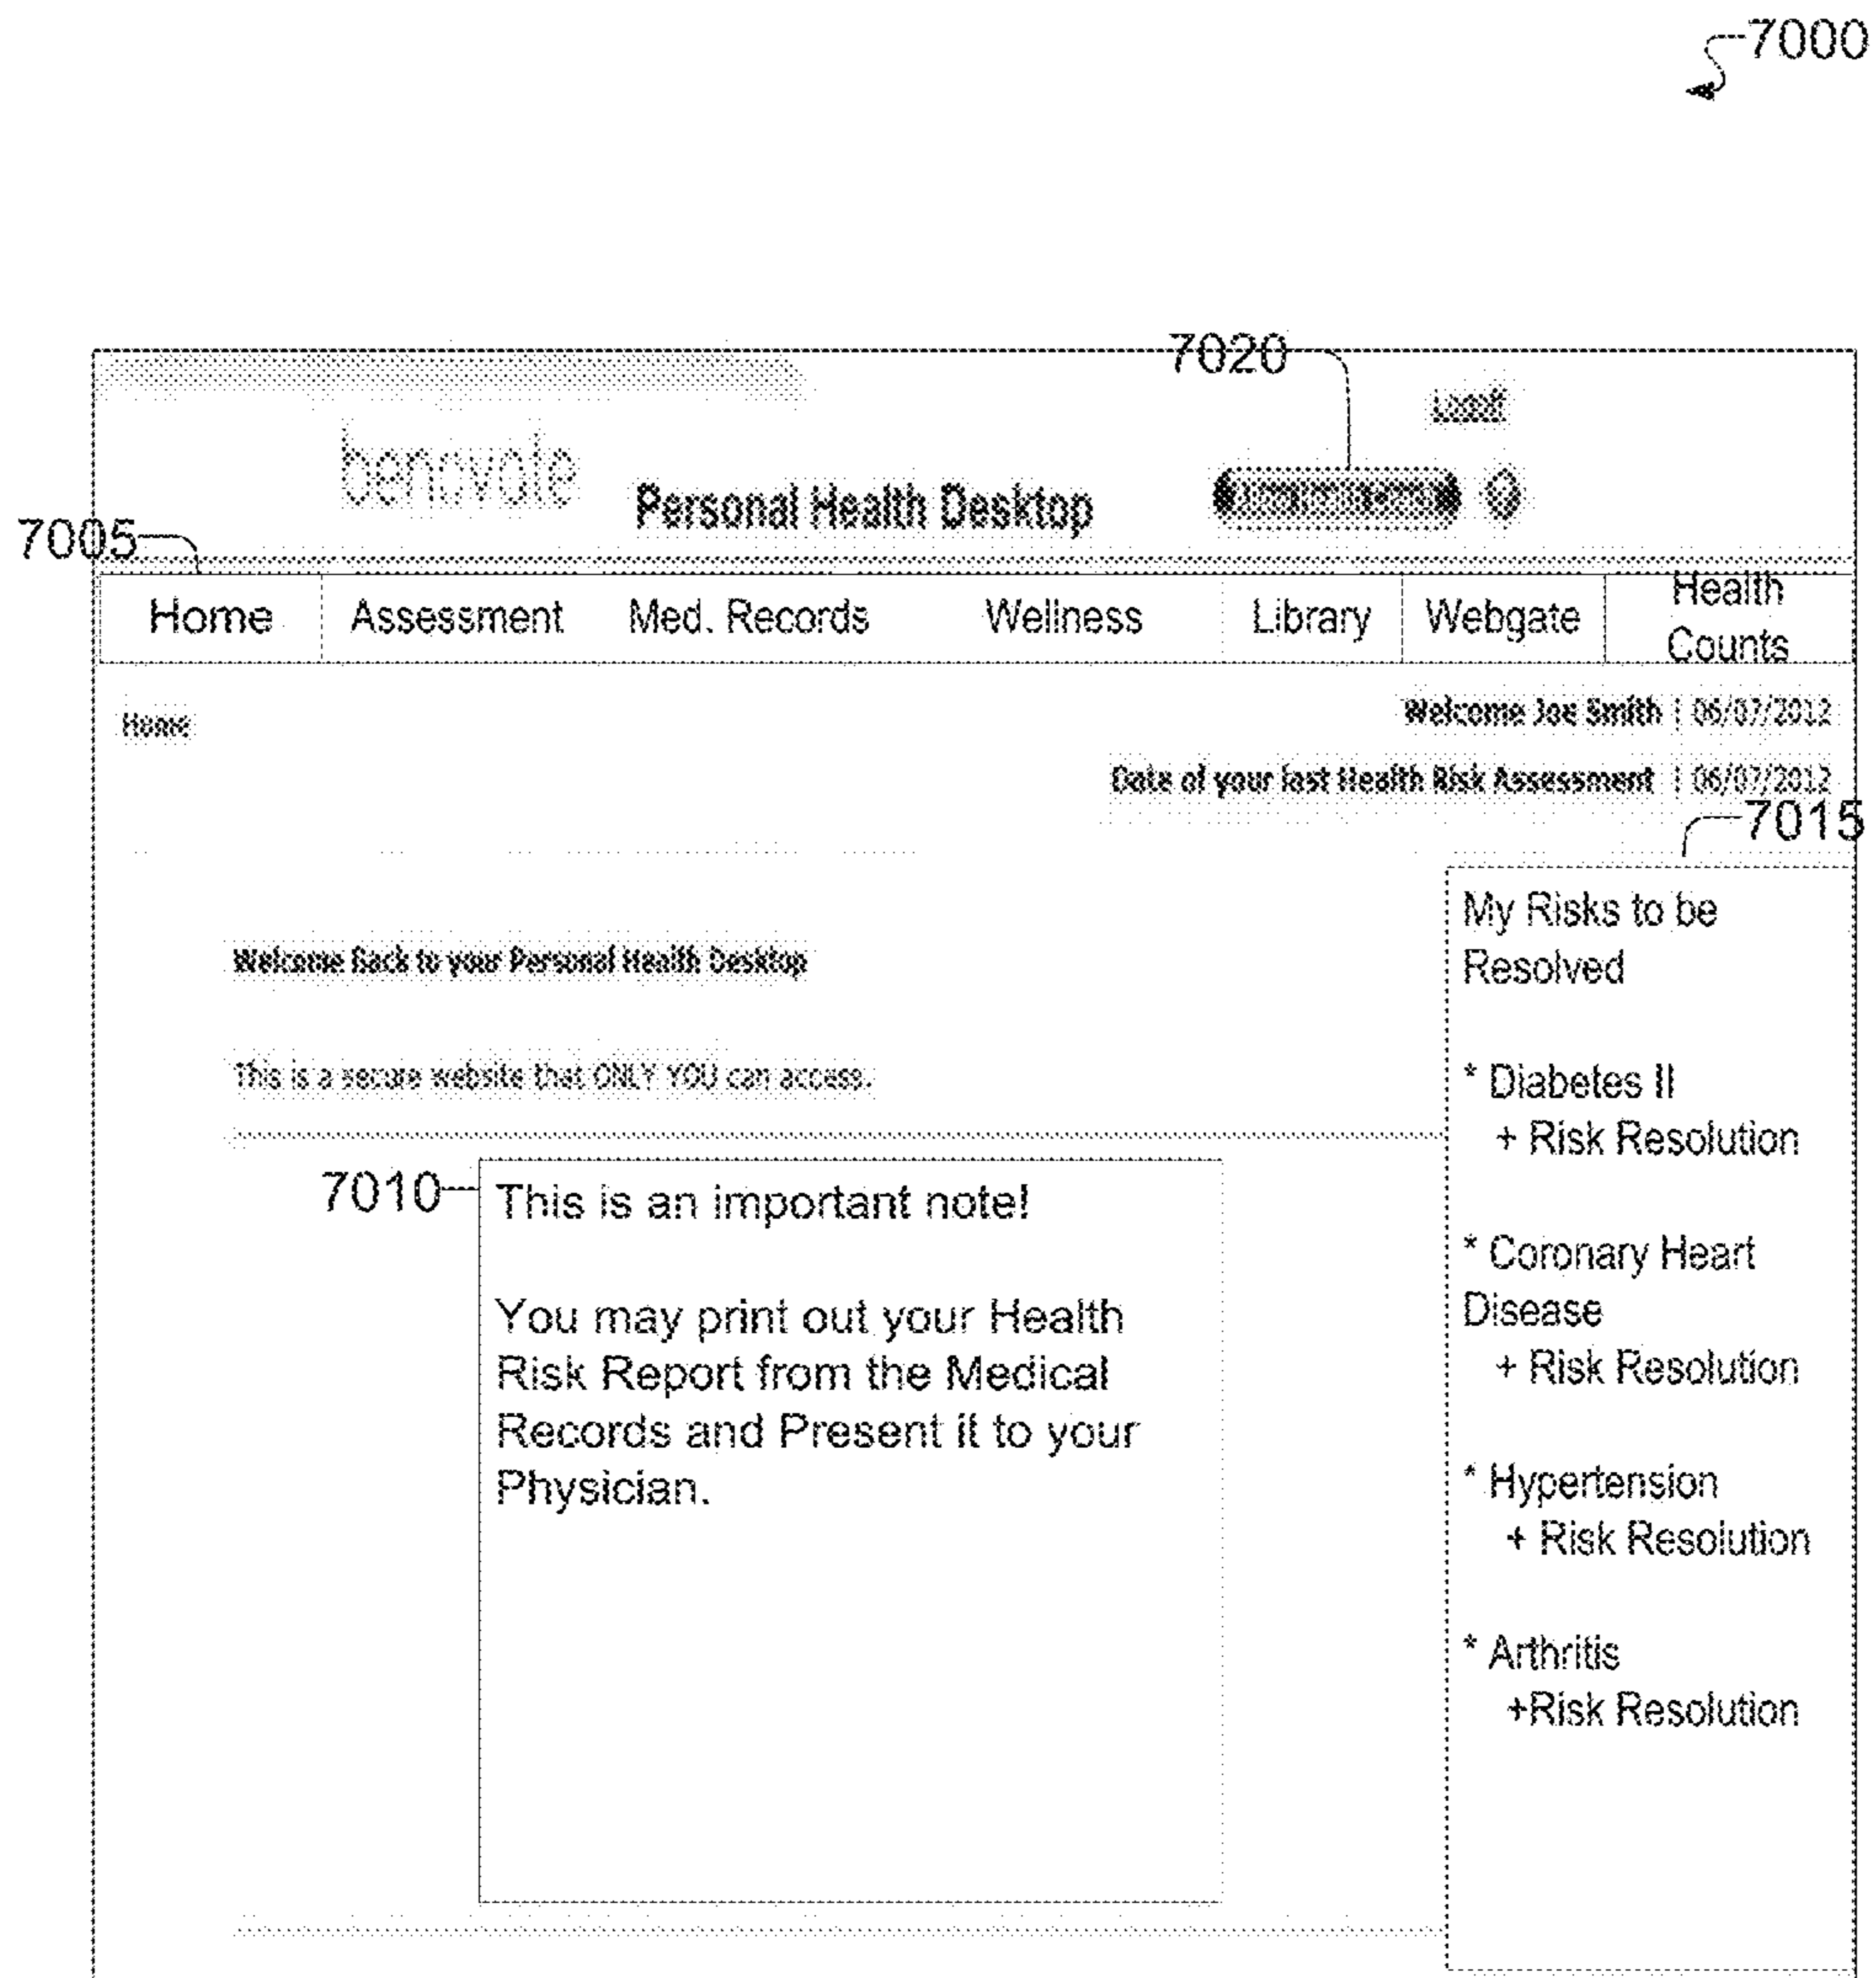 7000
7020
Logoff
benovate
Personal Health Desktop
7005
Home Assessment Med. Records Wellness Library Webgate Health Counts
Home
Welcome Joe Smith | 06/07/2012
Date of your last Health Risk Assessment | 06/07/2012
7015
Welcome Back to your Personal Health Desktop
This is a secure website that ONLY YOU can access.
7010
This is an important note!
You may print out your Health
Risk Report from the Medical
Records and Present it to your
Physician.
My Risks to be
Resolved
* Diabetes II
+ Risk Resolution
* Coronary Heart
Disease
+ Risk Resolution
* Hypertension
+ Risk Resolution
* Arthritis
+Risk Resolution